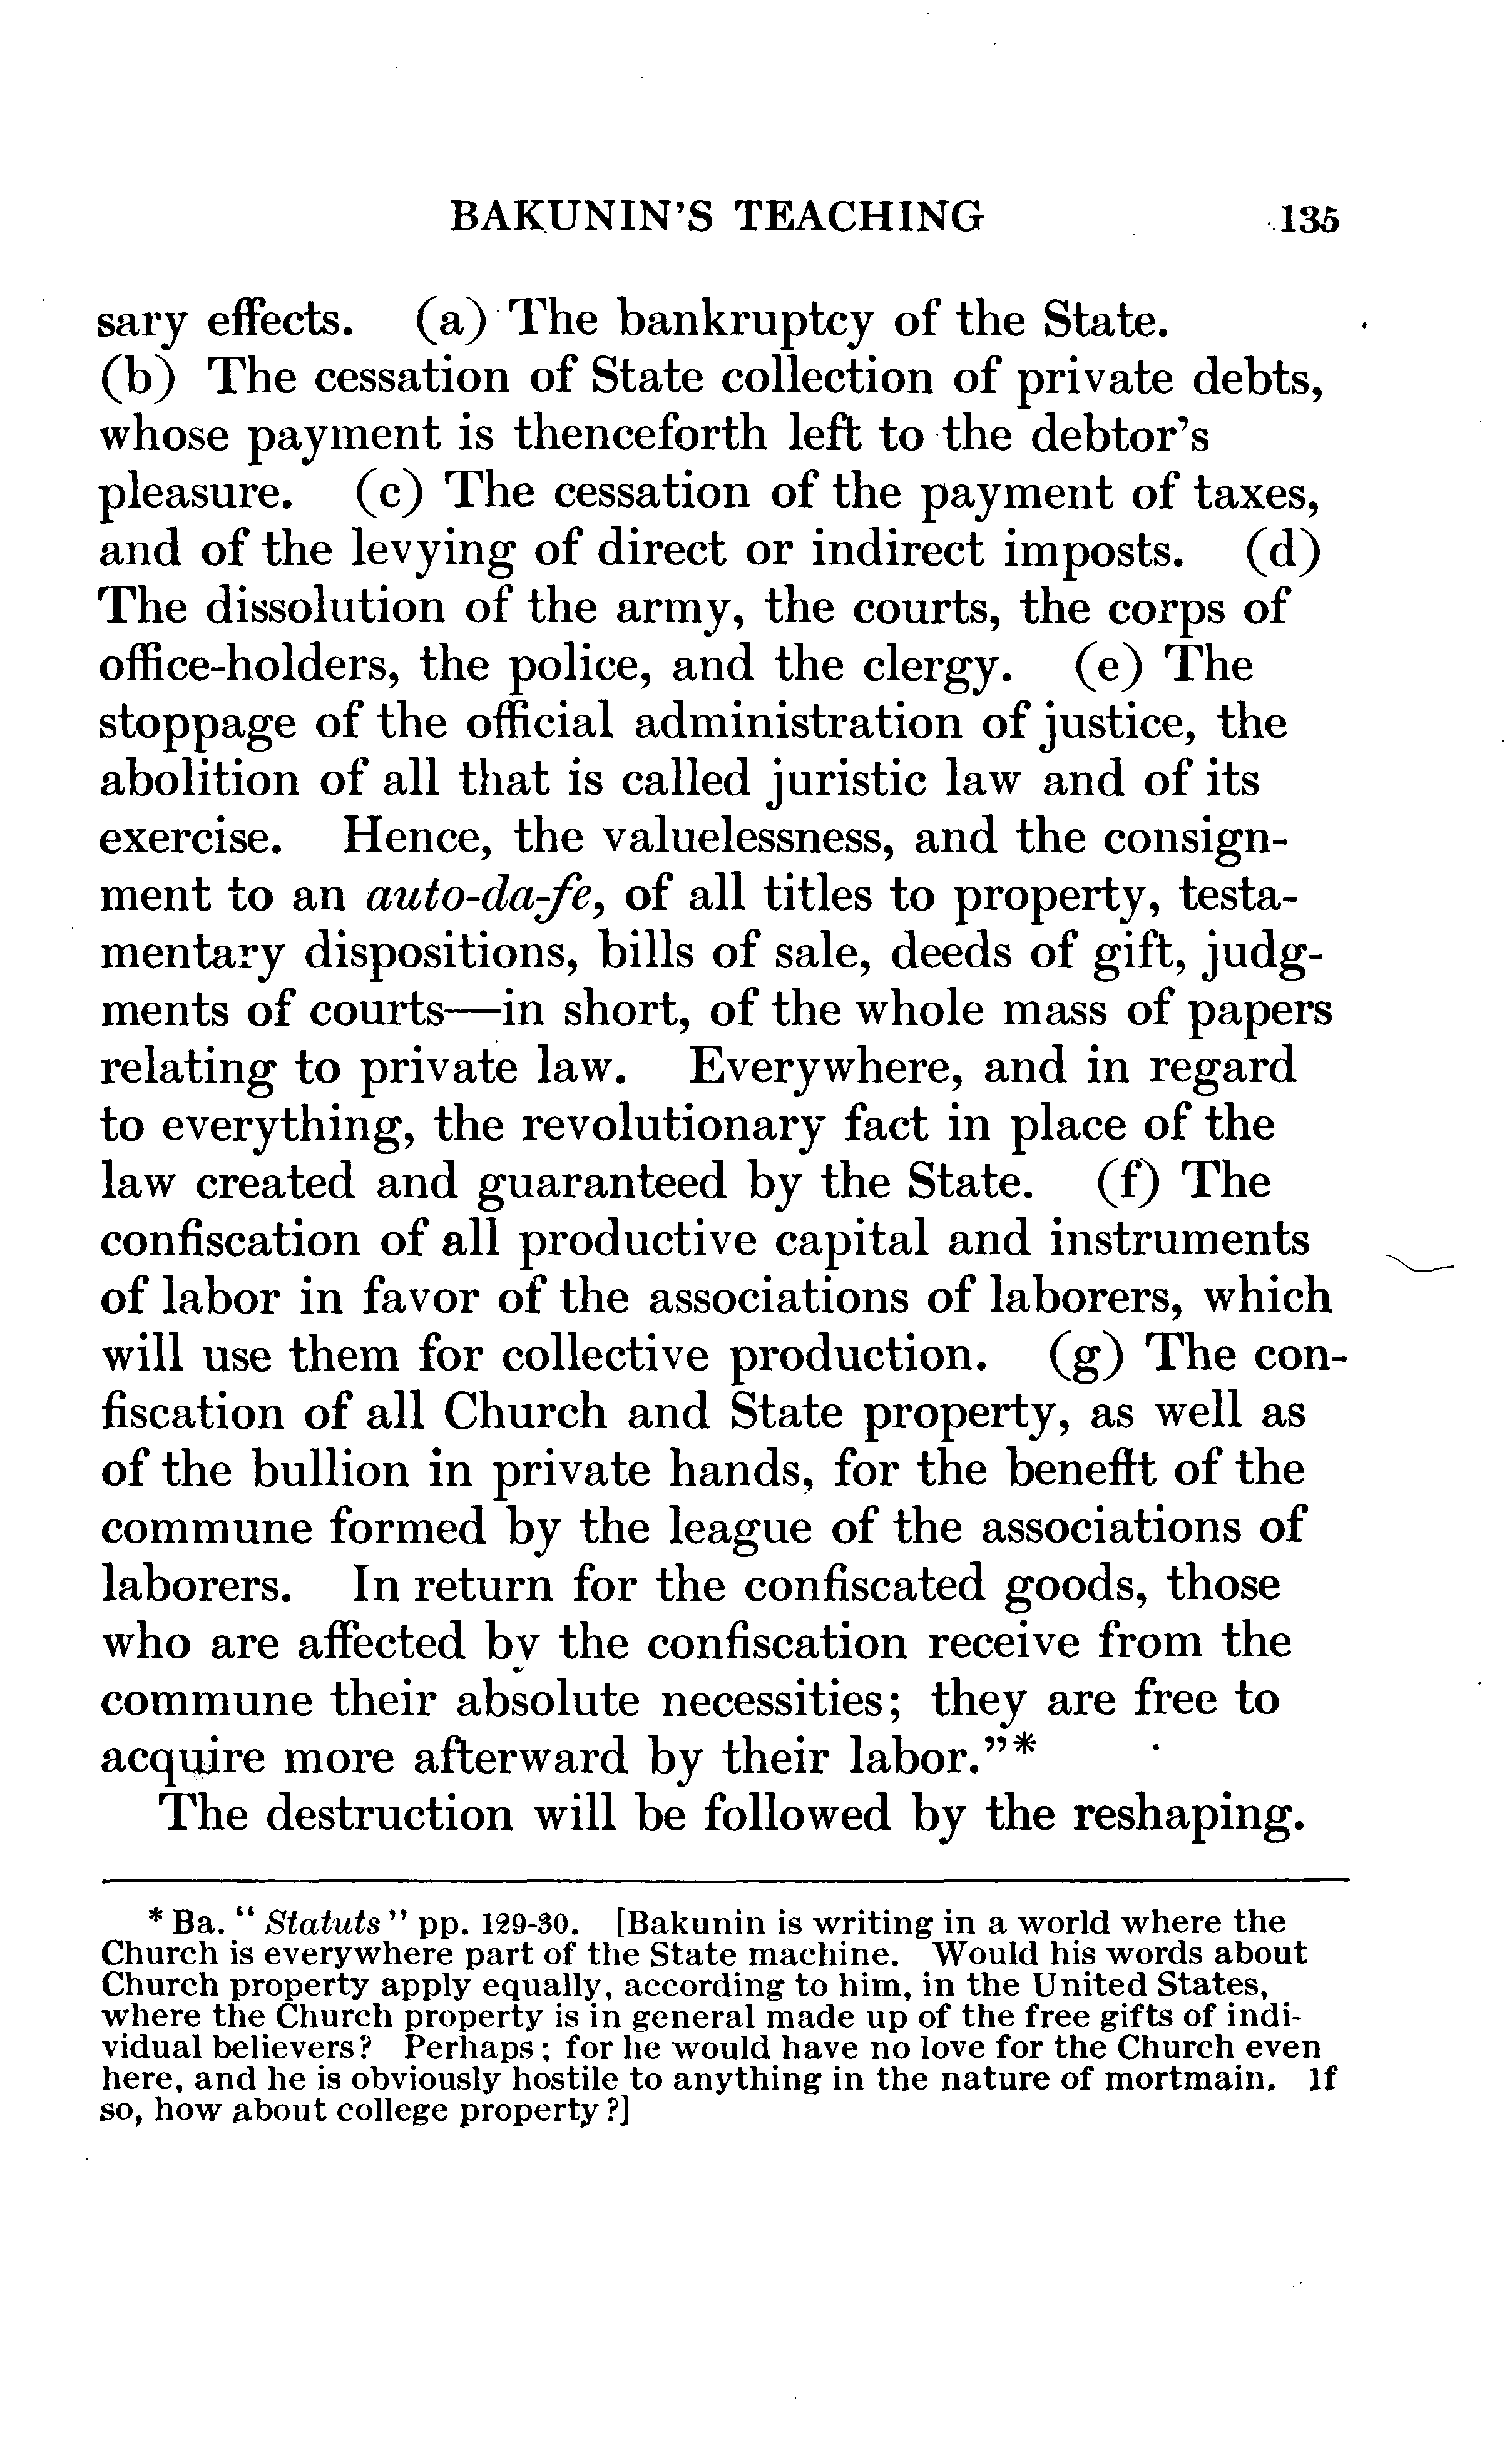 BAKUNIN'S TEACHING 135
sary effects. (a) The bankruptcy of the State.
(b) The cessation of State collection of private debts,
whose payment is thenceforth left to the debtor's
pleasure. (c) The cessation of the payment of taxes,
and of the levying of direct or indirect imposts. (d)
The dissolution of the army, the courts, the corps of
office-holders, the police, and the clergy. (e) The
stoppage of the official administration of justice, the
abolition of all that is called juristic law and of its
exercise. Hence, the valuelessness, and the consign-
ment to an auto-da-fe, of all titles to property, testa-
mentary dispositions, bills of sale, deeds of gift, judg-
ments of courts—in short, of the whole mass of papers
relating to private law. Everywhere, and in regard
to everything, the revolutionary fact in place of the
law created and guaranteed by the State. (f) The
confiscation of all productive capital and instruments
of labor in favor of the associations of laborers, which
will use them for collective production. (g) The con-
fiscation of all Church and State property, as well as
of the bullion in private hands, for the benefit of the
commune formed by the league of the associations of
laborers. In return for the confiscated goods, those
who are affected by the confiscation receive from the
commune their absolute necessities; they are free to
acquire more afterward by their labor."*
The destruction will be followed by the reshaping.
* Ba. "Statuts" pp. 129-30. [Bakunin is writing in a world where the
Church is everywhere part of the State machine. Would his words about
Church property apply equally, according to him, in the United States,
where the Church property is in general made up of the free gifts of indi-
vidual believers? Perhaps; for he would have no love for the Church even
here, and he is obviously hostile to anything in the nature of mortmain. If
so, how about college property?]